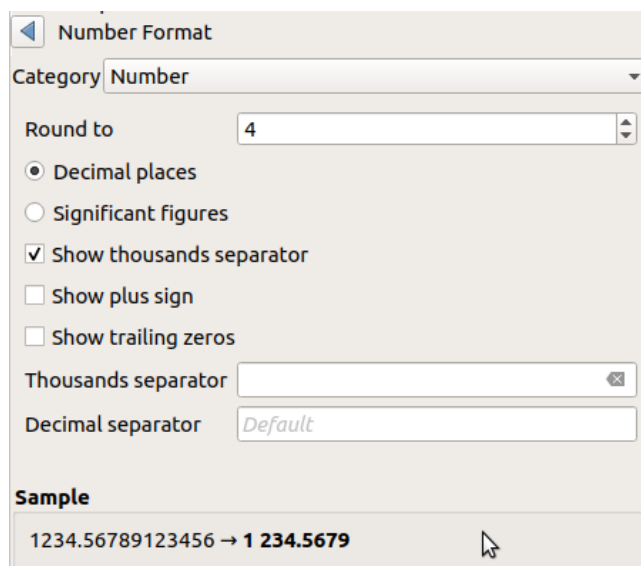 Number Format
Category Number
Round to 4
Decimal places
Significant figures
Show thousands separator
Show plus sign
Show trailing zeros
Thousands separator
Decimal separator Default
Sample
1234.56789123456 → 1 234.5679